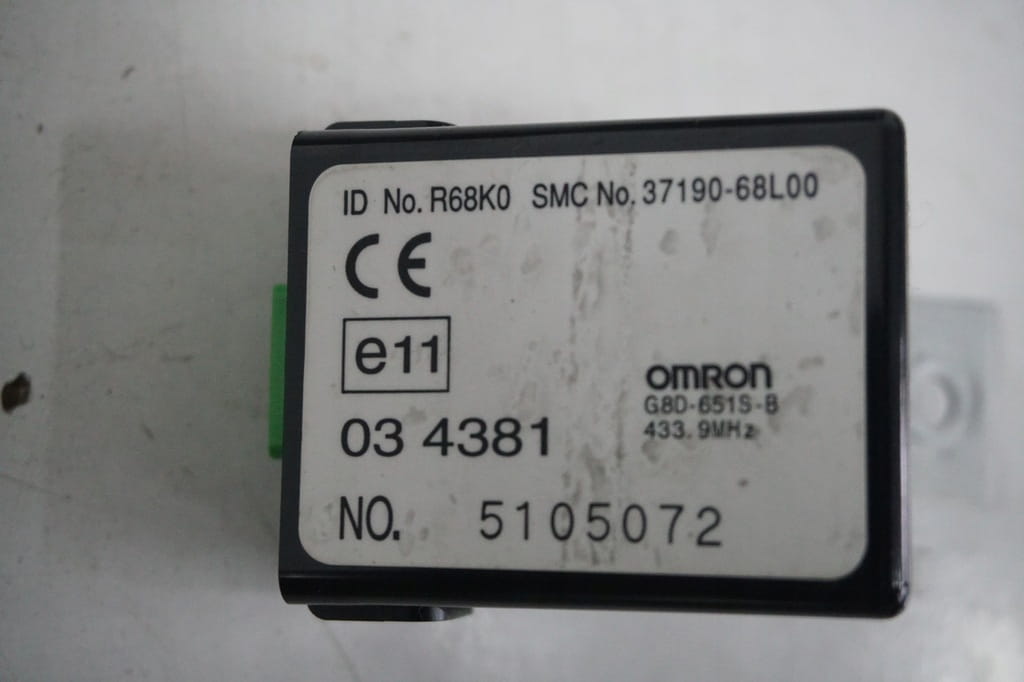 ID No. R68K0 SMC No. 37190-68L00
CE
e11
OMRON
G8D-651S-B
433.9MHz
03 4381
NO. 5105072